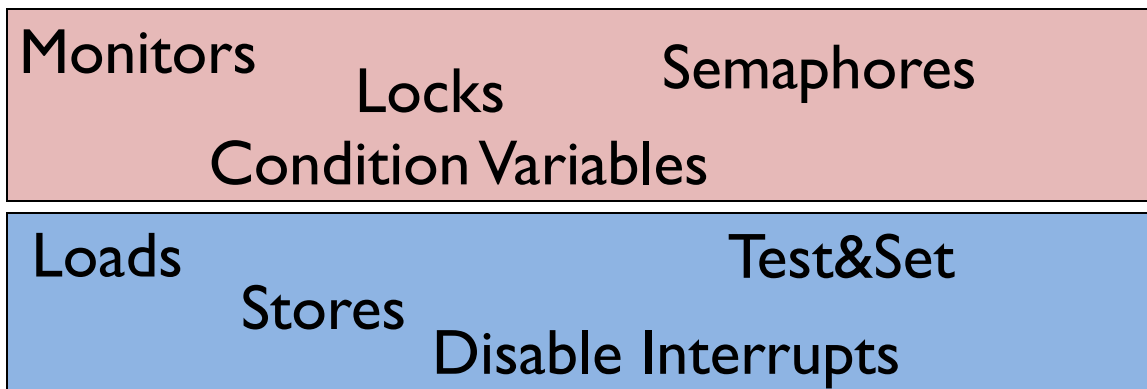 Monitors
Locks
Semaphores
Condition Variables
Loads
Stores
Test&Set
Disable Interrupts